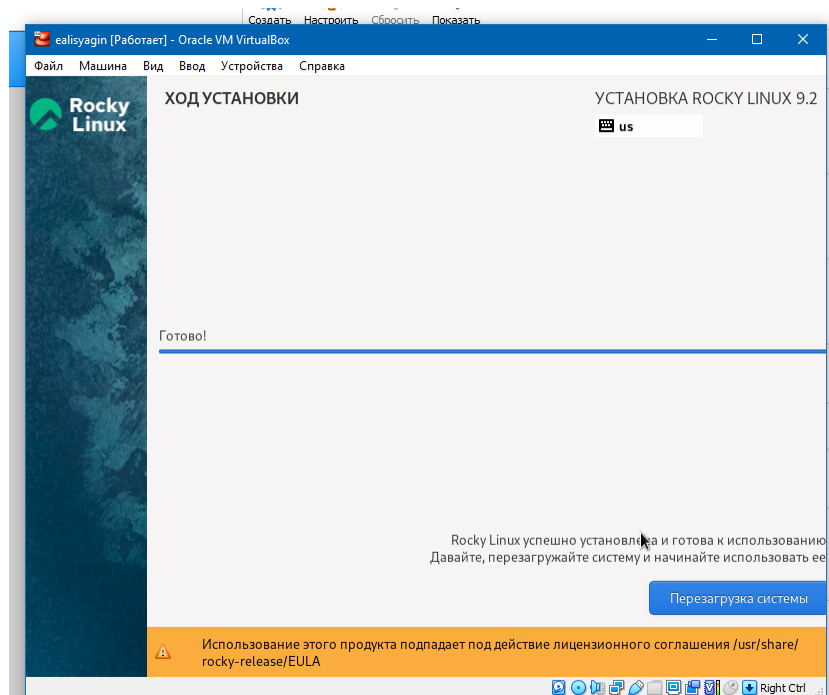 Создать Настроить Сбросить Показать
ealisyagin [Работает] - Oracle VM VirtualBox
Файл Машина Вид Ввод Устройства Справка
Rocky
Linux
ХОД УСТАНОВКИ
УСТАНОВКА ROCKY LINUX 9.2
us
Готово!
Rocky Linux успешно установлена и готова к использованию
Давайте, перезагружайте систему и начинайте использовать ее
Перезагрузка системы
Использование этого продукта подпадает под действие лицензионного соглашения /usr/share/
rocky-release/EULA
Right Ctrl